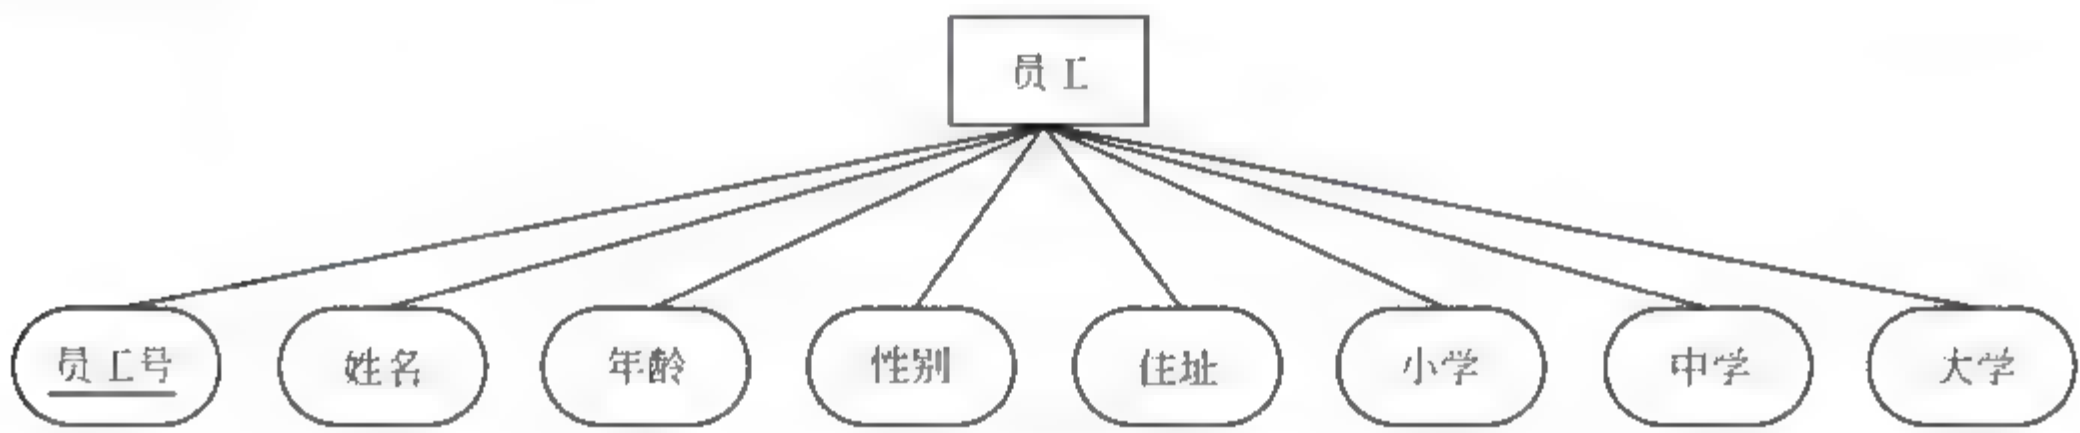 员工
员工号 姓名 年龄 性别 住址 小学 中学 大学